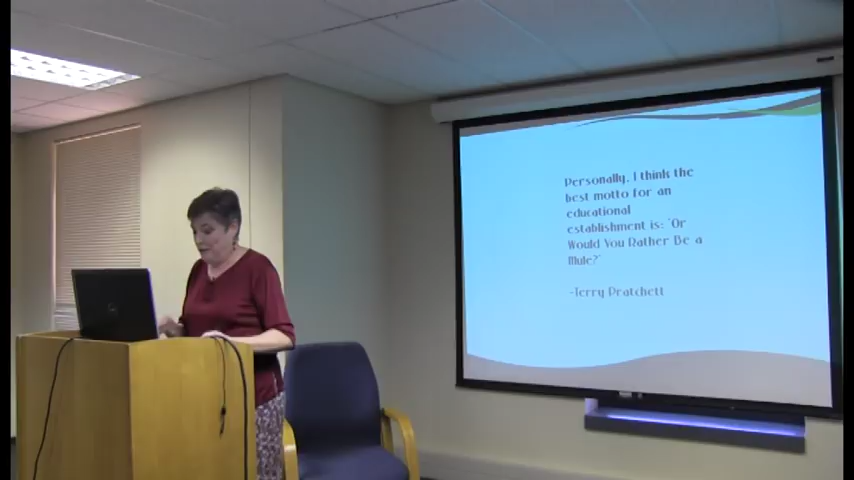 Personally, I think the
best motto for an
educational
establishment is: 'Or
Would You Rather Be a
Mule?'
-Terry Pratchett